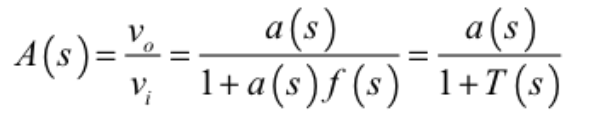 A(s) = v_o / v_i = a(s) / (1 + a(s) f(s)) = a(s) / (1 + T(s))